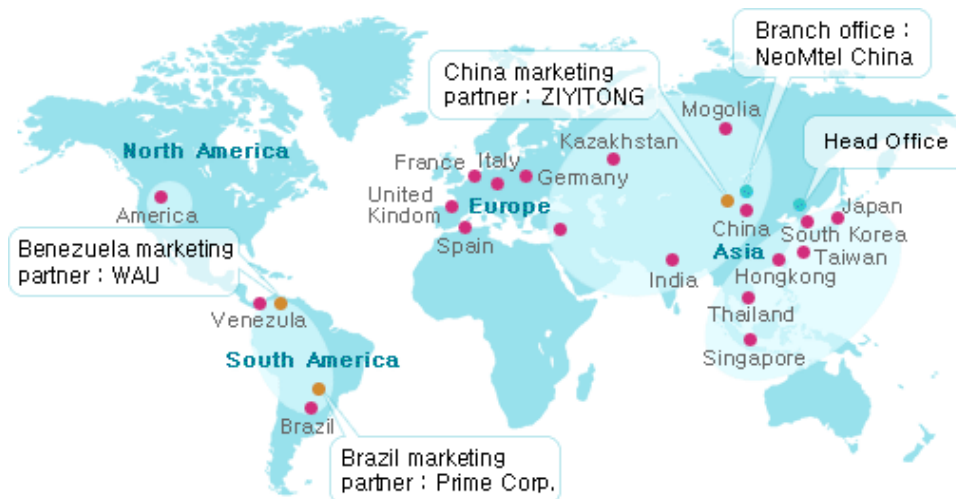 Branch office :
NeoMtel China
China marketing
partner : ZIYITONG
Mogolia
Head Office
Kazakhstan
North America
France
Italy
Germany
United
Kindom
Europe
Spain
America
Japan
China
South Korea
Asia
Taiwan
India
Hongkong
Benezuela marketing
partner : WAU
Venezula
Thailand
Singapore
South America
Brazil
Brazil marketing
partner : Prime Corp.